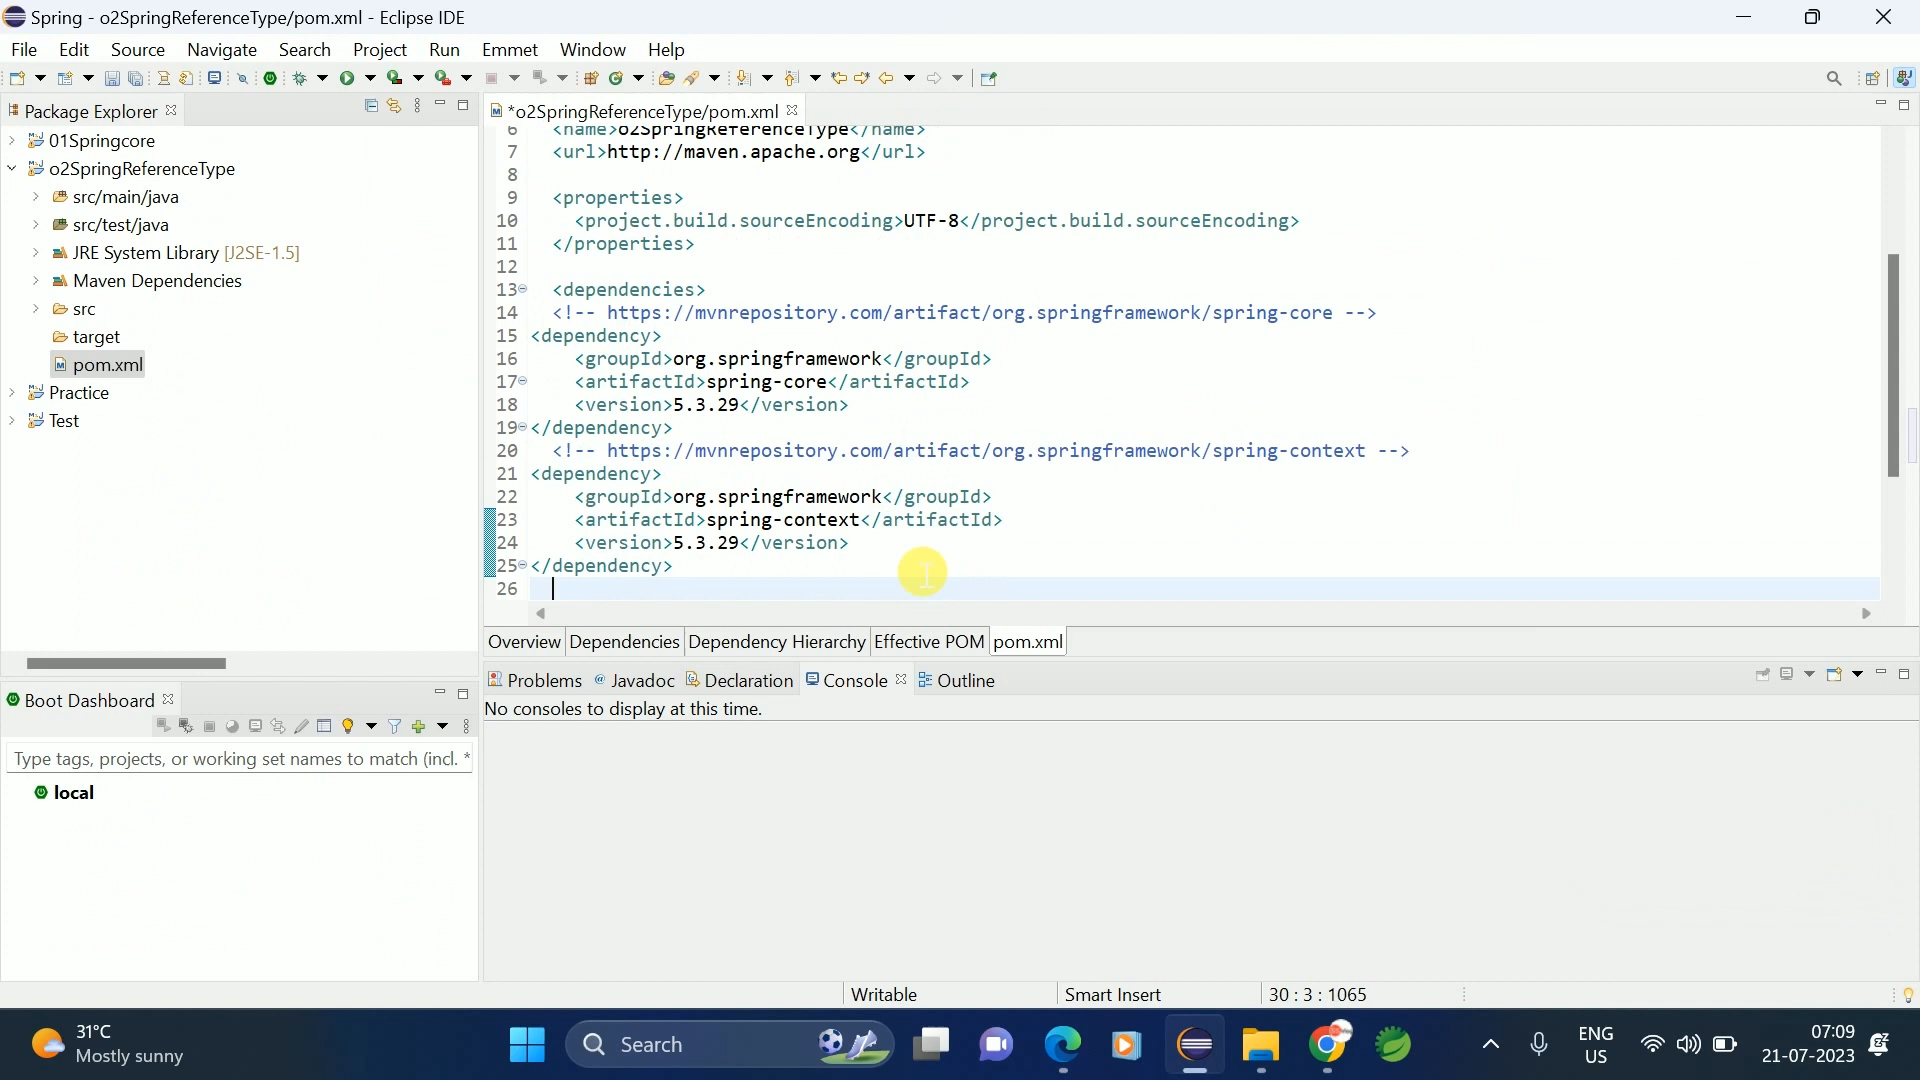 Spring - o2SpringReferenceType/pom.xml - Eclipse IDE
File Edit Source Navigate Search Project Run Emmet Window Help
Package Explorer
01Springcore
o2SpringReferenceType
src/main/java
src/test/java
JRE System Library [J2SE-1.5]
Maven Dependencies
src
target
pom.xml
Practice
Test
*o2SpringReferenceType/pom.xml
6 <name>o2SpringReferenceType</name>
7 <url>http://maven.apache.org</url>
8
9 <properties>
10 <project.build.sourceEncoding>UTF-8</project.build.sourceEncoding>
11 </properties>
12
13 <dependencies>
14 <!-- https://mvnrepository.com/artifact/org.springframework/spring-core -->
15 <dependency>
16 <groupId>org.springframework</groupId>
17 <artifactId>spring-core</artifactId>
18 <version>5.3.29</version>
19 </dependency>
20 <!-- https://mvnrepository.com/artifact/org.springframework/spring-context -->
21 <dependency>
22 <groupId>org.springframework</groupId>
23 <artifactId>spring-context</artifactId>
24 <version>5.3.29</version>
25 </dependency>
26
Overview Dependencies Dependency Hierarchy Effective POM pom.xml
Boot Dashboard
Type tags, projects, or working set names to match (incl. *
local
Problems @ Javadoc Declaration Console Outline
No consoles to display at this time.
Writable Smart Insert 30 : 3 : 1065
31°C
Mostly sunny
Search
ENG
US
07:09
21-07-2023